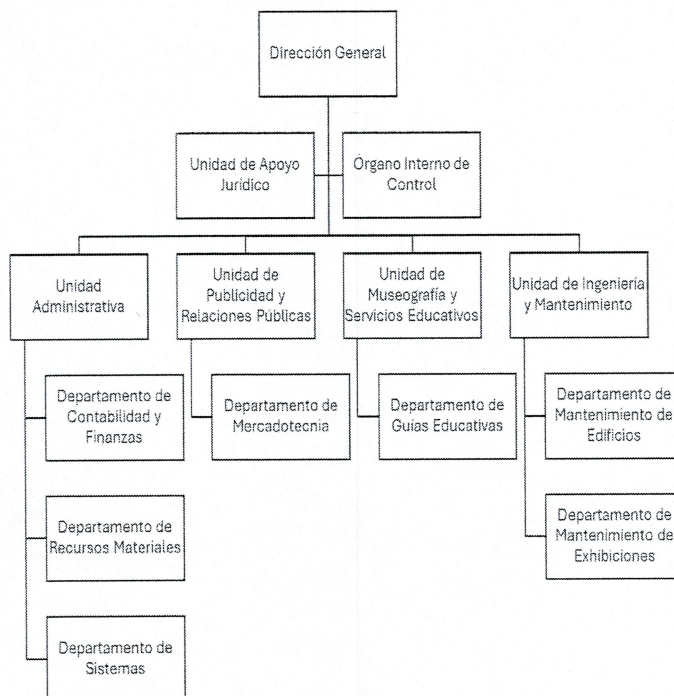 Dirección General
Unidad de Apoyo
Jurídico
Órgano Interno de
Control
Unidad
Administrativa
Unidad de
Publicidad y
Relaciones Públicas
Unidad de
Museografía y
Servicios Educativos
Unidad de Ingeniería
y Mantenimiento
Departamento de
Contabilidad y
Finanzas
Departamento de
Mercadotecnia
Departamento de
Guías Educativas
Departamento de
Mantenimiento de
Edificios
Departamento de
Recursos Materiales
Departamento de
Mantenimiento de
Exhibiciones
Departamento de
Sistemas